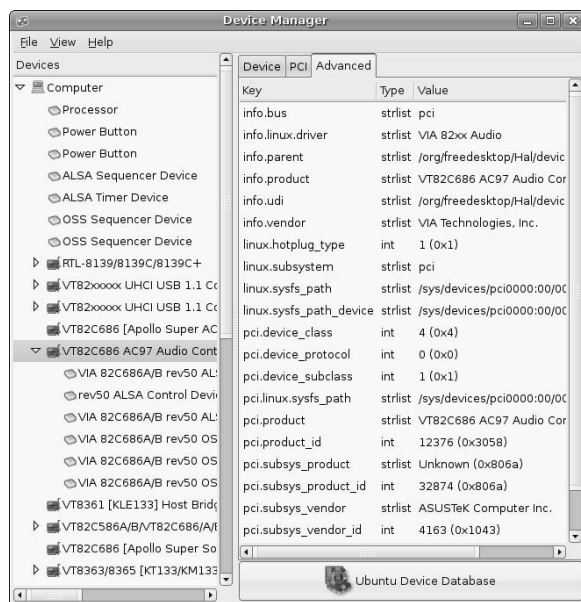 Device Manager
File View Help
Devices
Computer
Processor
Power Button
Power Button
ALSA Sequencer Device
ALSA Timer Device
OSS Sequencer Device
OSS Sequencer Device
RTL-8139/8139C/8139C+
VT82xxxxx UHCI USB 1.1 Co
VT82xxxxx UHCI USB 1.1 Co
VT82C686 [Apollo Super AC
VT82C686 AC97 Audio Cont
VIA 82C686A/B rev50 AL
rev50 ALSA Control Devi
VIA 82C686A/B rev50 AL
VIA 82C686A/B rev50 OS
VIA 82C686A/B rev50 OS
VIA 82C686A/B rev50 OS
VT8361 [KLE133] Host Bridg
VT82C586A/B/VT82C686/A/
VT82C686 [Apollo Super So
VT8363/8365 [KT133/KM133
Device PCI Advanced
Key Type Value
info.bus strlist pci
info.linux.driver strlist VIA 82xx Audio
info.parent strlist /org/freedesktop/Hal/devic
info.product strlist VT82C686 AC97 Audio Cor
info.udi strlist /org/freedesktop/Hal/devic
info.vendor strlist VIA Technologies, Inc.
linux.hotplug_type int 1 (0x1)
linux.subsystem strlist pci
linux.sysfs_path strlist /sys/devices/pci0000:00/00
linux.sysfs_path_device strlist /sys/devices/pci0000:00/00
pci.device_class int 4 (0x4)
pci.device_protocol int 0 (0x0)
pci.device_subclass int 1 (0x1)
pci.linux.sysfs_path strlist /sys/devices/pci0000:00/00
pci.product strlist VT82C686 AC97 Audio Cor
pci.product_id int 12376 (0x3058)
pci.subsys_product strlist Unknown (0x806a)
pci.subsys_product_id int 32874 (0x806a)
pci.subsys_vendor strlist ASUSTeK Computer Inc.
pci.subsys_vendor_id int 4163 (0x1043)
Ubuntu Device Database